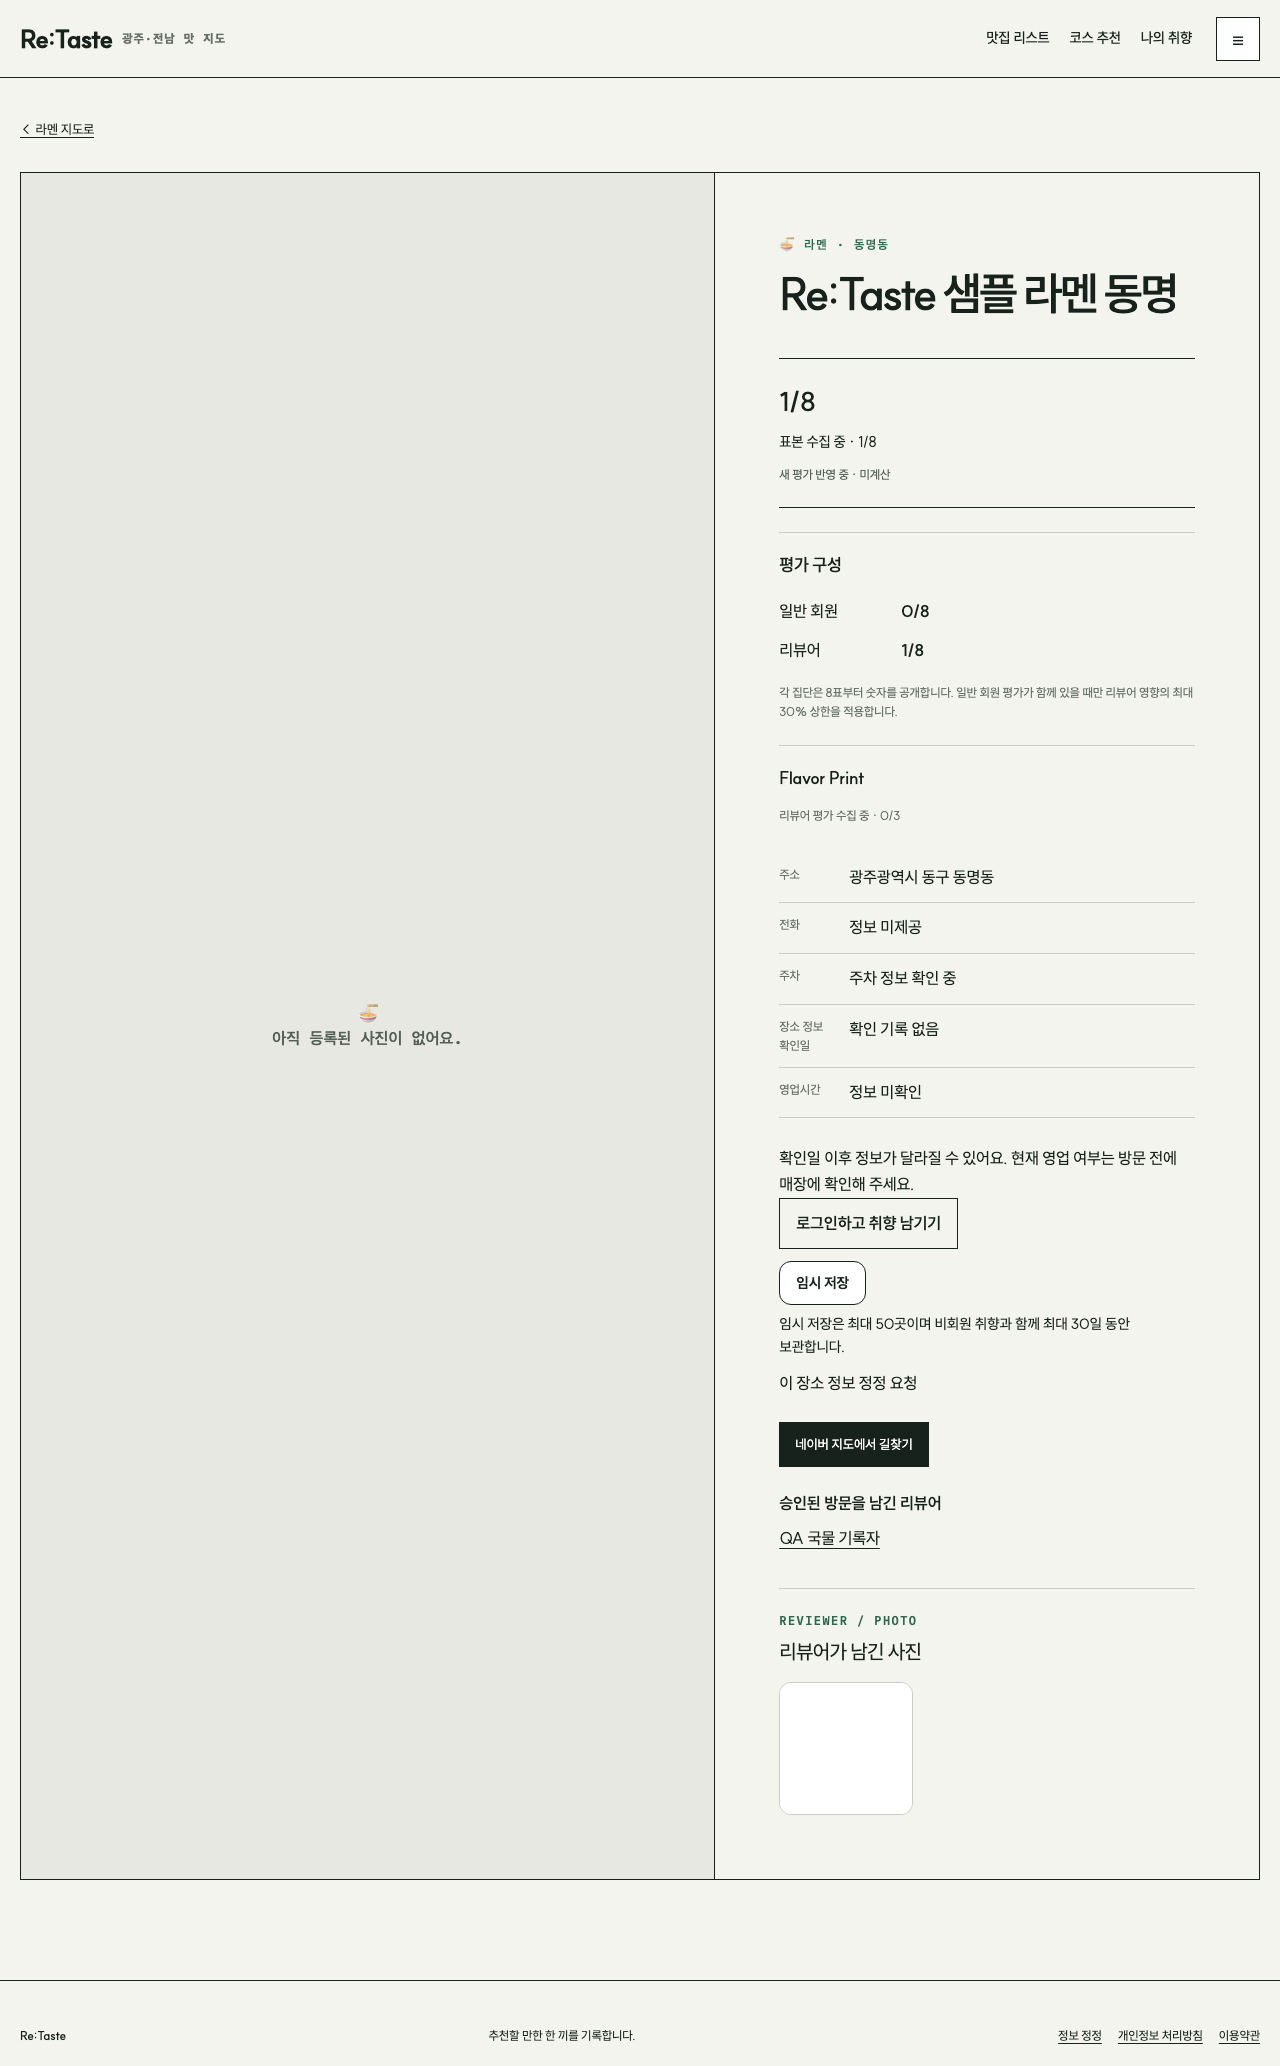 Re:Taste 광주·전남 맛 지도
맛집 리스트 코스 추천 나의 취향 ≡
< 라멘 지도로
아직 등록된 사진이 없어요.
🍜 라멘 · 동명동
Re:Taste 샘플 라멘 동명
1/8
표본 수집 중 · 1/8
새 평가 반영 중 · 미계산
평가 구성
일반 회원 0/8
리뷰어 1/8
각 집단은 8표부터 숫자를 공개합니다. 일반 회원 평가가 함께 있을 때만 리뷰어 영향의 최대
30% 상한을 적용합니다.
Flavor Print
리뷰어 평가 수집 중 · 0/3
주소 광주광역시 동구 동명동
전화 정보 미제공
주차 주차 정보 확인 중
장소 정보 확인 기록 없음
확인일
영업시간 정보 미확인
확인일 이후 정보가 달라질 수 있어요. 현재 영업 여부는 방문 전에
매장에 확인해 주세요.
로그인하고 취향 남기기
임시 저장
임시 저장은 최대 50곳이며 비회원 취향과 함께 최대 30일 동안
보관합니다.
이 장소 정보 정정 요청
네이버 지도에서 길찾기
승인된 방문을 남긴 리뷰어
QA 국물 기록자
REVIEWER / PHOTO
리뷰어가 남긴 사진
Re:Taste
추천할 만한 한 끼를 기록합니다.
정보 정정 개인정보 처리방침 이용약관